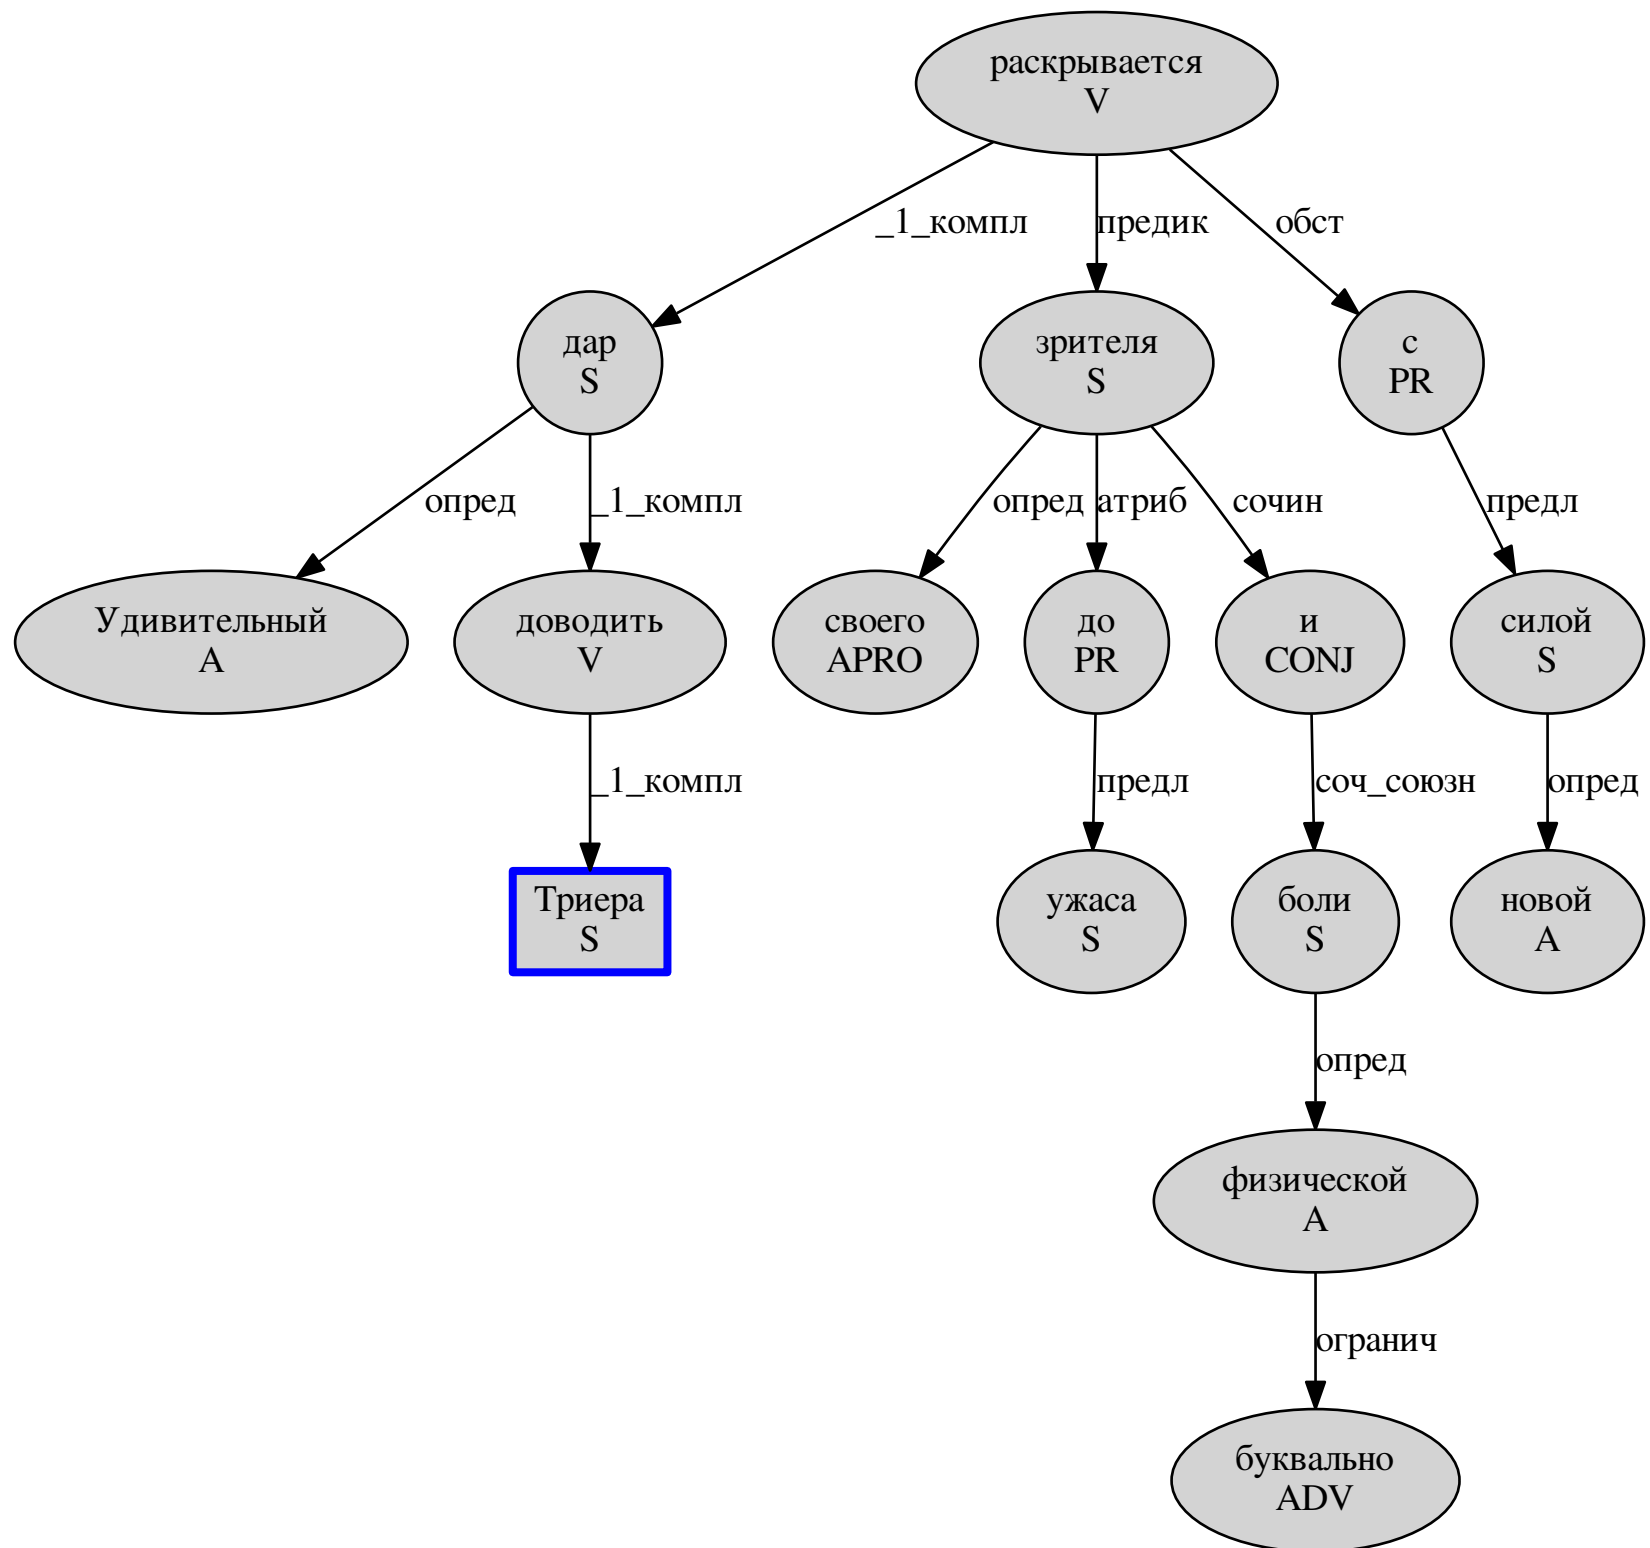 раскрывается
V
_1_компл
предик
обст
дар
S
зрителя
S
с
PR
опред
_1_компл
опред
атриб
сочин
предл
Удивительный
A
доводить
V
своего
APRO
до
PR
и
CONJ
силой
S
_1_компл
предл
соч_союзн
опред
Триера
S
ужаса
S
боли
S
новой
A
опред
физической
A
огранич
буквально
ADV